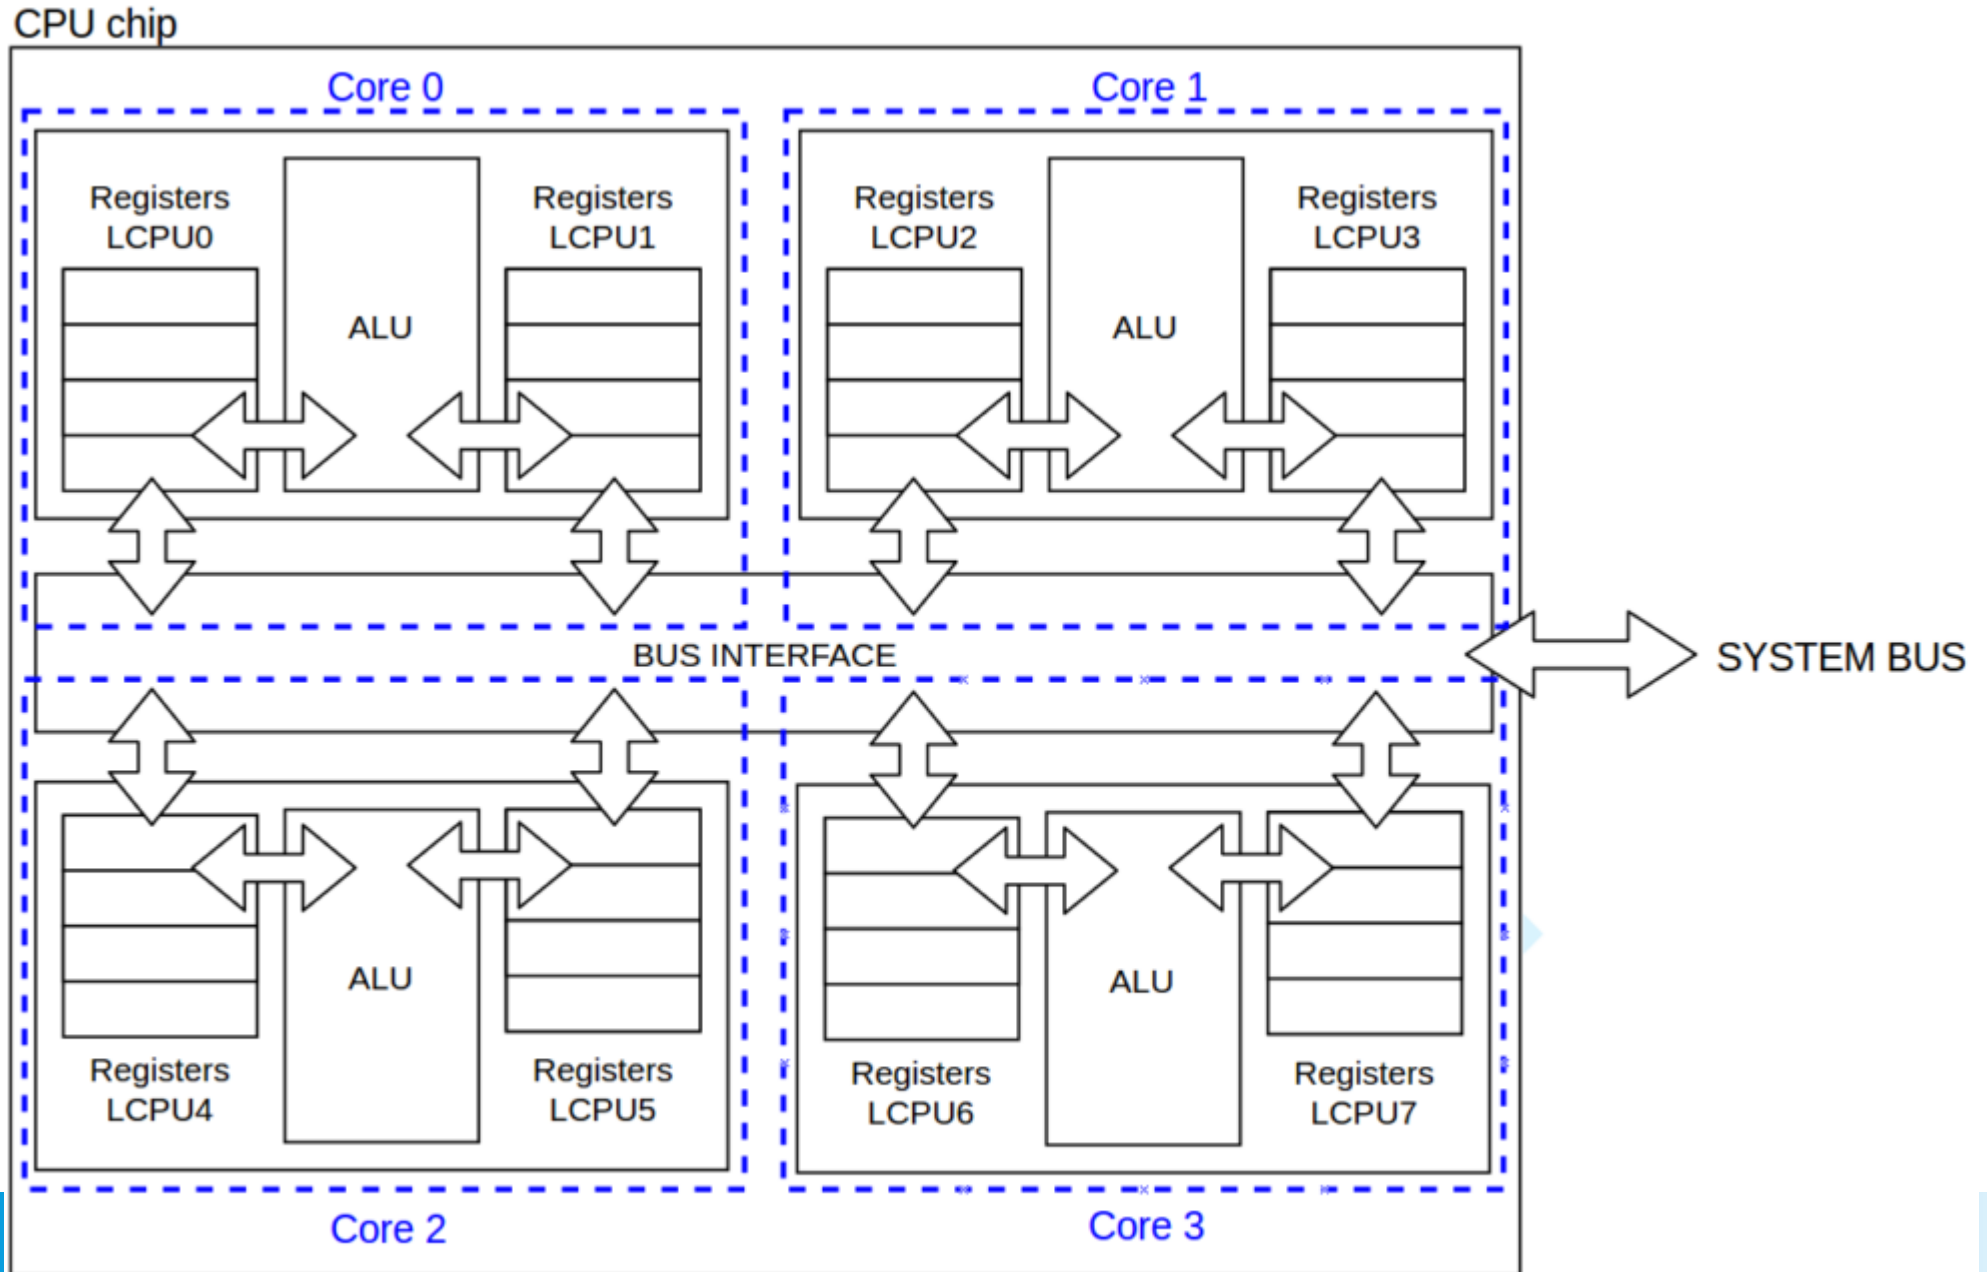 CPU chip
Core 0
Core 1
Registers
LCPU0
ALU
Registers
LCPU1
Registers
LCPU2
ALU
Registers
LCPU3
BUS INTERFACE
SYSTEM BUS
ALU
Registers
LCPU4
Registers
LCPU5
ALU
Registers
LCPU6
Registers
LCPU7
Core 2
Core 3